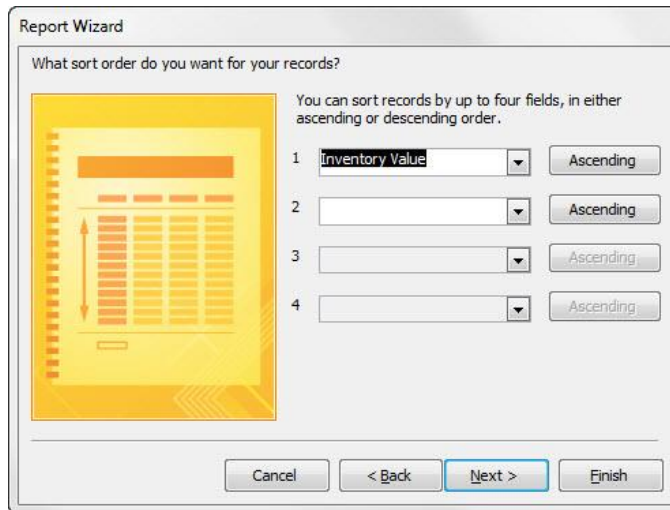 Report Wizard
What sort order do you want for your records?
You can sort records by up to four fields, in either
ascending or descending order.
1 Inventory Value Ascending
2 Ascending
3 Ascending
4 Ascending
Cancel < Back Next > Finish